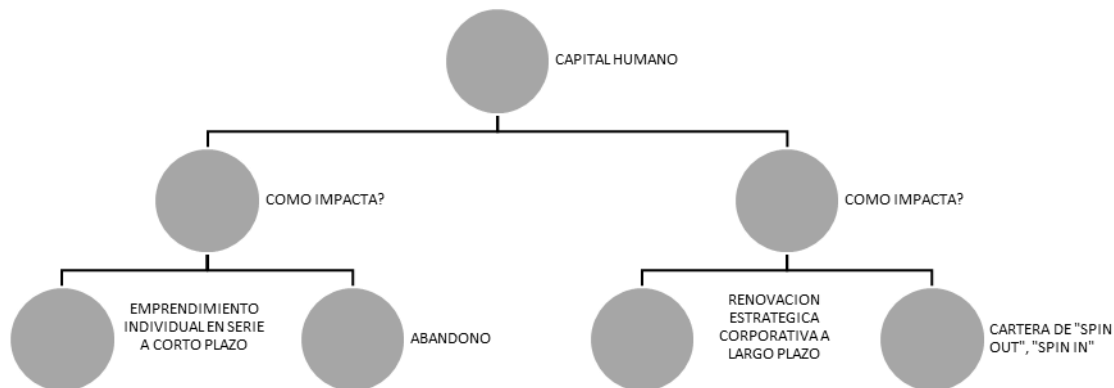 CAPITAL HUMANO
COMO IMPACTA?
COMO IMPACTA?
EMPRENDIMIENTO
INDIVIDUAL EN SERIE
A CORTO PLAZO
ABANDONO
RENOVACION
ESTRATEGICA
CORPORATIVA A
LARGO PLAZO
CARTERA DE "SPIN
OUT", "SPIN IN"